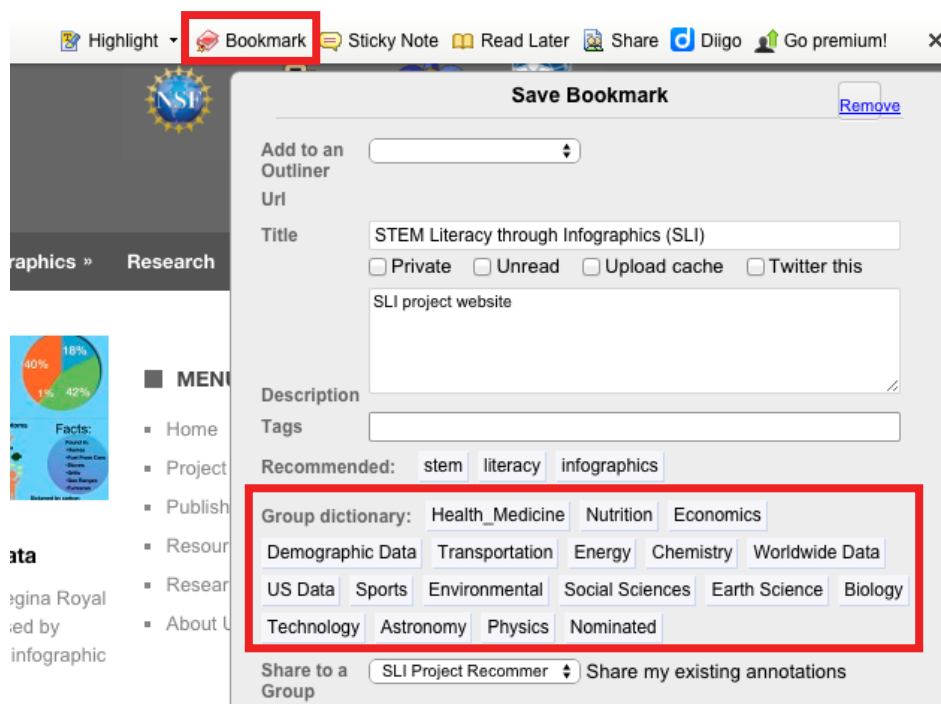 Highlight Bookmark Sticky Note Read Later Share Diigo Go premium! X
NSF
Save Bookmark
Remove
Add to an
Outliner
Url
Title STEM Literacy through Infographics (SLI)
Private Unread Upload cache Twitter this
SLI project website
Description
Tags
Recommended: stem literacy infographics
Group dictionary: Health_Medicine Nutrition Economics
Demographic Data Transportation Energy Chemistry Worldwide Data
US Data Sports Environmental Social Sciences Earth Science Biology
Technology Astronomy Physics Nominated
Share to a
Group
SLI Project Recommer Share my existing annotations
raphics » Research
40% 18%
1% 42%
Facts:
MENU
Home
Project
Publish
Resour
Resear
About U
ata
egina Royal
sed by
infographic